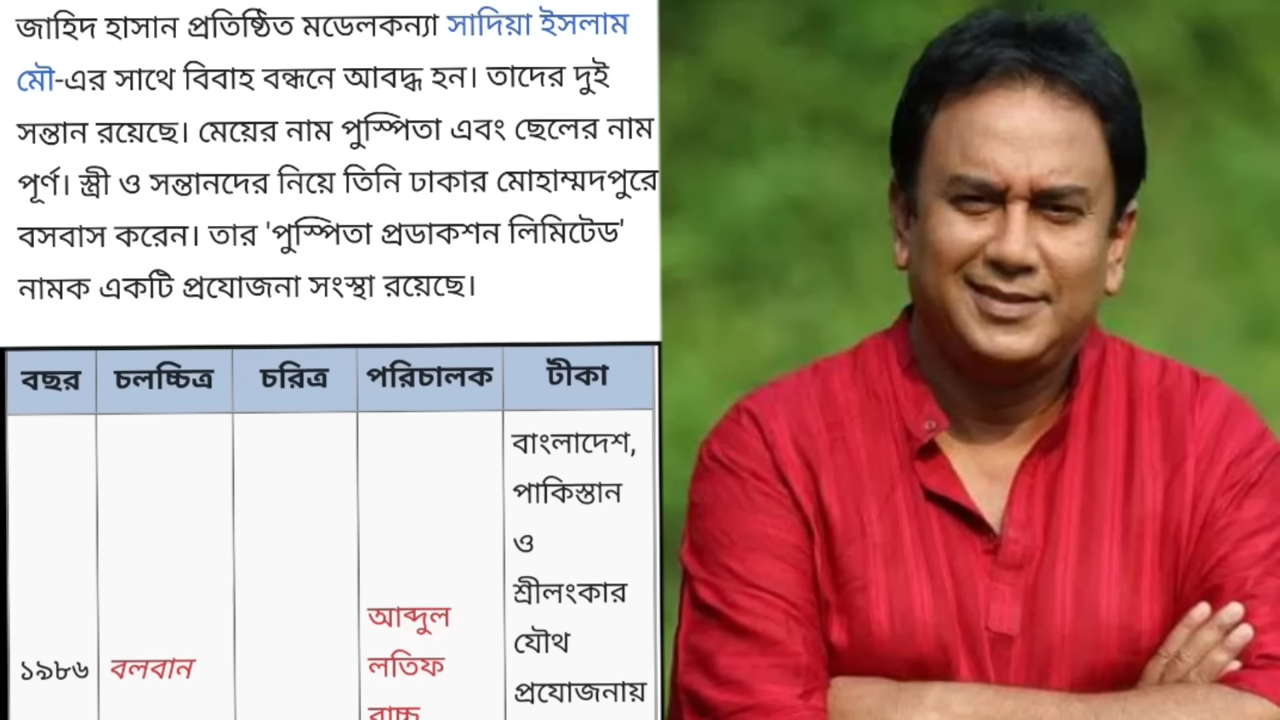 জাহিদ হাসান প্রতিষ্ঠিত মডেলকন্যা সাদিয়া ইসলাম
মৌ-এর সাথে বিবাহ বন্ধনে আবদ্ধ হন। তাদের দুই
সন্তান রয়েছে। মেয়ের নাম পুস্পিতা এবং ছেলের নাম
পূর্ণ। স্ত্রী ও সন্তানদের নিয়ে তিনি ঢাকার মোহাম্মদপুরে
বসবাস করেন। তার 'পুস্পিতা প্রডাকশন লিমিটেড'
নামক একটি প্রযোজনা সংস্থা রয়েছে।
বছর চলচ্চিত্র চরিত্র পরিচালক টীকা
১৯৮৬
বলবান
আব্দুল
লতিফ
বাংলাদেশ,
পাকিস্তান
ও
শ্রীলংকার
যৌথ
প্রযোজনায়